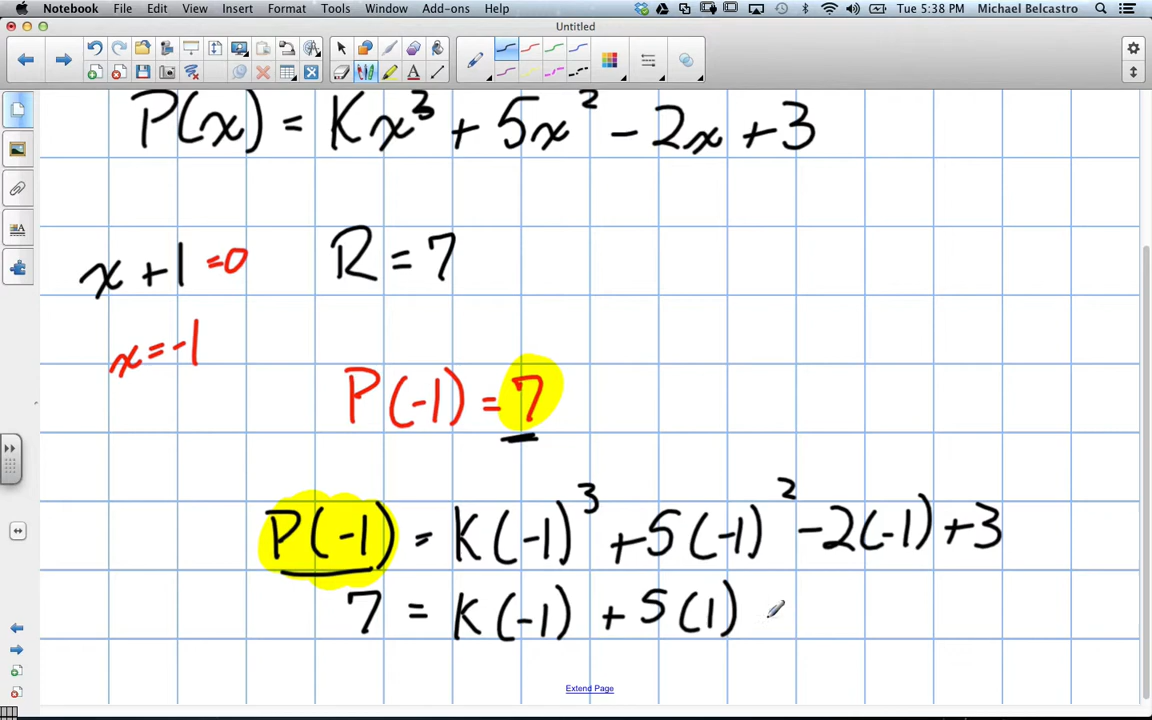 Notebook File Edit View Insert Format Tools Window Add-ons Help Tue 5:38 PM Michael Belcastro
Untitled
P(x) = Kx³ + 5x² - 2x + 3
x + 1 = 0 R = 7
x = -1
P(-1) = 7
P(-1) = K(-1)³ + 5(-1)² - 2(-1) + 3
7 = K(-1) + 5(1)
Extend Page